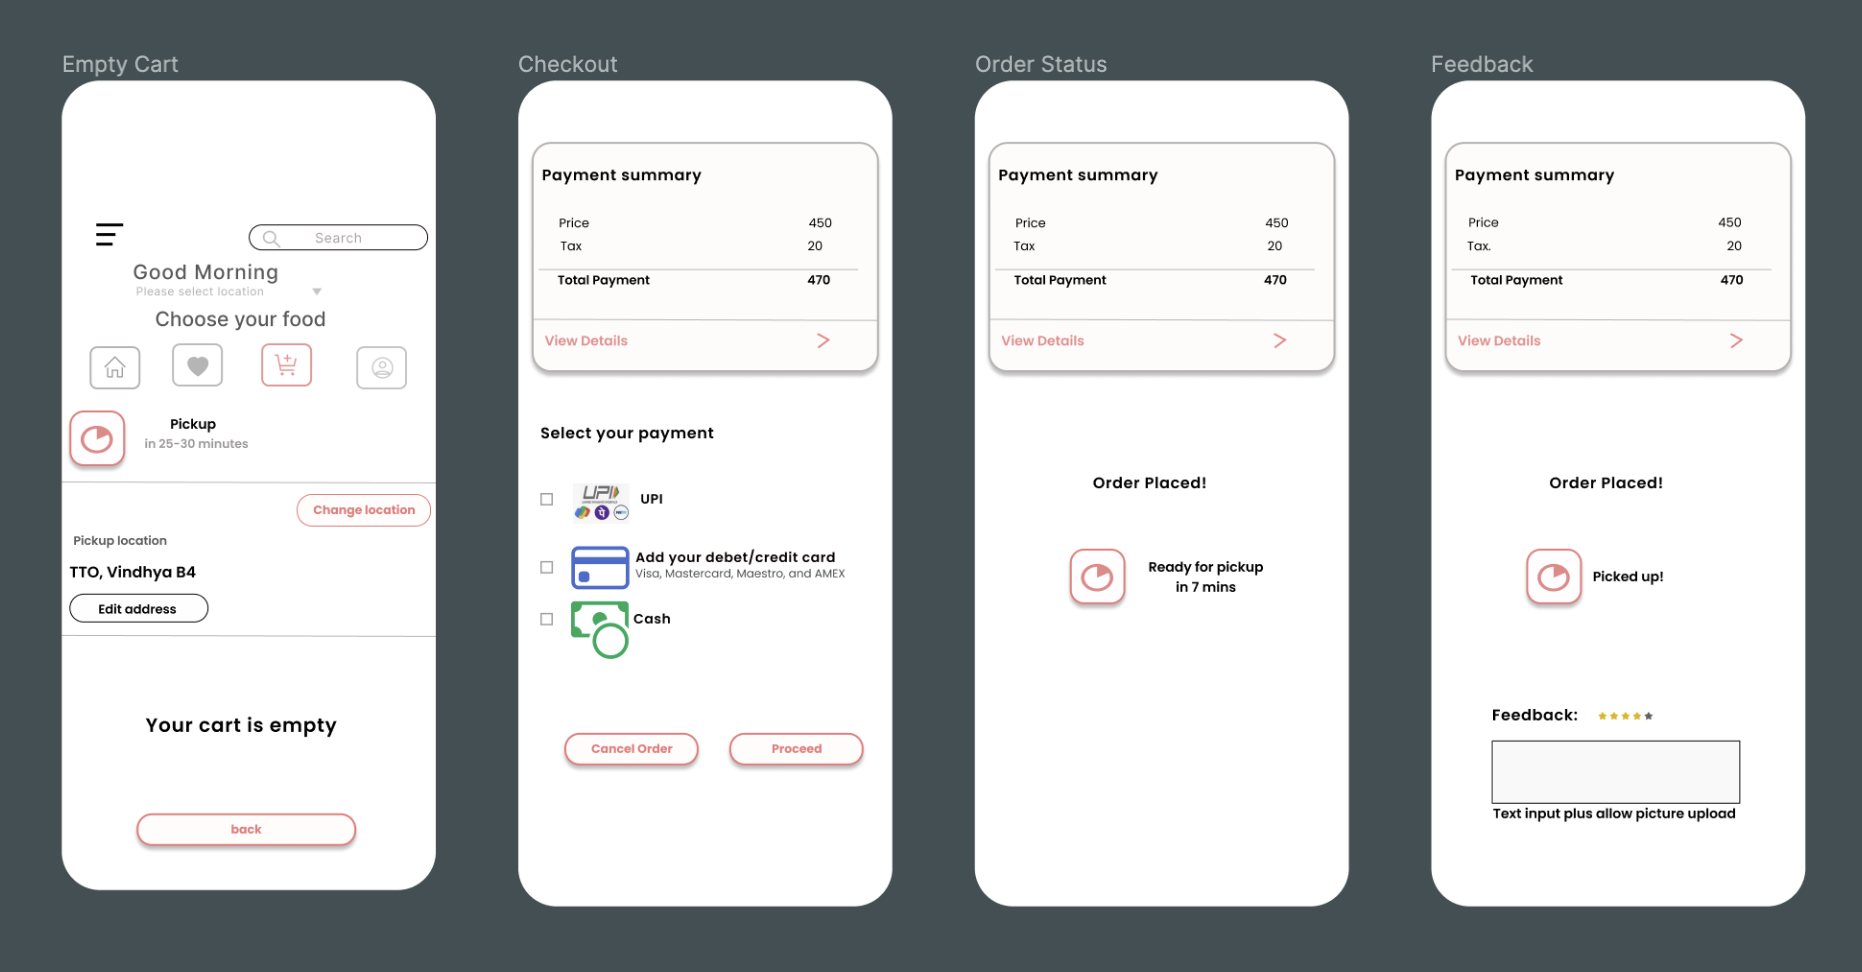 Empty Cart
Search
Good Morning
Please select location
Choose your food
Pickup
in 25-30 minutes
Change location
Pickup location
TTO, Vindhya B4
Edit address
Your cart is empty
back
Checkout
Payment summary
Price 450
Tax 20
Total Payment 470
View Details
Select your payment
UPI
UPI
Add your debet/credit card
Visa, Mastercard, Maestro, and AMEX
Cash
Cancel Order
Proceed
Order Status
Payment summary
Price 450
Tax 20
Total Payment 470
View Details
Order Placed!
Ready for pickup
in 7 mins
Feedback
Payment summary
Price 450
Tax. 20
Total Payment 470
View Details
Order Placed!
Picked up!
Feedback:
Text input plus allow picture upload